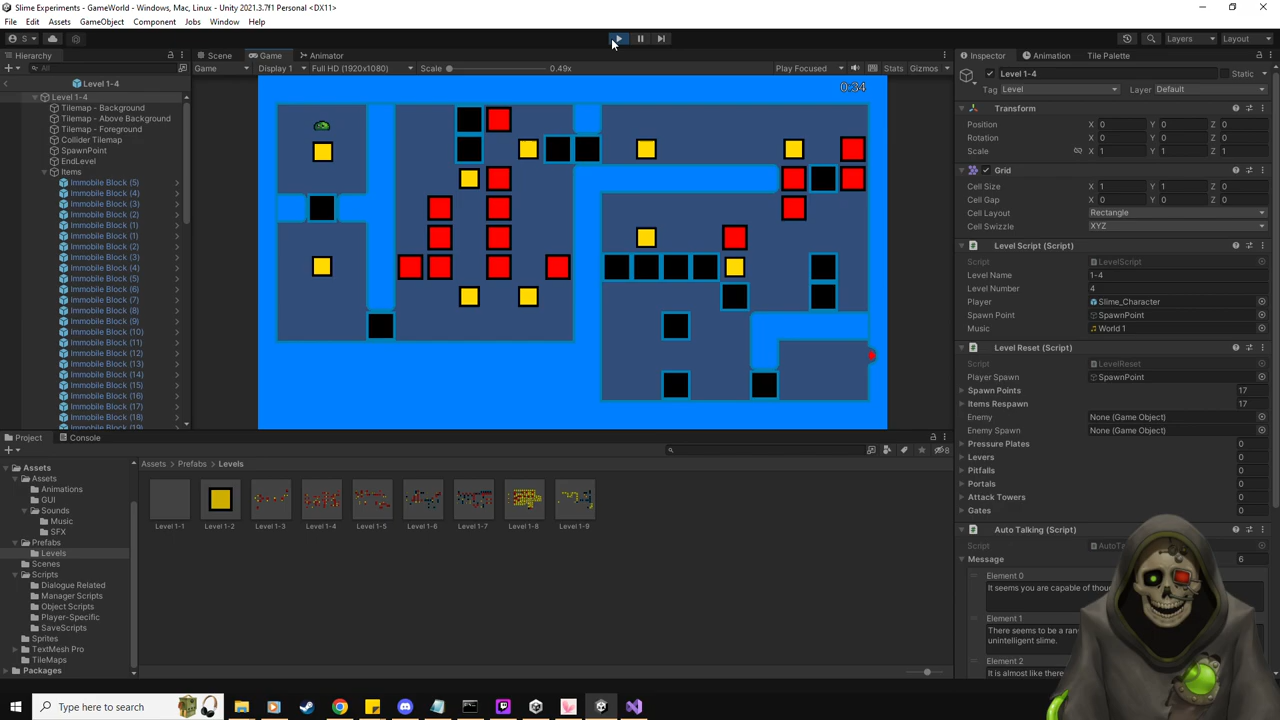 Slime Experiments - GameWorld - Windows, Mac, Linux - Unity 2021.3.7f1 Personal <DX11>
File Edit Assets GameObject Component Jobs Window Help
S
Layers Layout
Hierarchy
All
Level 1-4
Level 1-4
Tilemap - Background
Tilemap - Above Background
Tilemap - Foreground
Collider Tilemap
SpawnPoint
EndLevel
Items
Immobile Block (5)
Immobile Block (4)
Immobile Block (3)
Immobile Block (2)
Immobile Block (1)
Immobile Block (1)
Immobile Block (2)
Immobile Block (3)
Immobile Block (4)
Immobile Block (5)
Immobile Block (6)
Immobile Block (7)
Immobile Block (8)
Immobile Block (9)
Immobile Block (10)
Immobile Block (11)
Immobile Block (12)
Immobile Block (13)
Immobile Block (14)
Immobile Block (15)
Immobile Block (16)
Immobile Block (17)
Immobile Block (18)
Immobile Block (19)
Scene Game Animator
Game Display 1 Full HD (1920x1080) Scale 0.49x Play Focused Stats Gizmos
0:34
Inspector Animation Tile Palette
Level 1-4 Static
Tag Level Layer Default
Transform
Position X 0 Y 0 Z 0
Rotation X 0 Y 0 Z 0
Scale X 1 Y 1 Z 1
Grid
Cell Size X 1 Y 1 Z 0
Cell Gap X 0 Y 0 Z 0
Cell Layout Rectangle
Cell Swizzle XYZ
Level Script (Script)
Script LevelScript
Level Name 1-4
Level Number 4
Player Slime_Character
Spawn Point SpawnPoint
Music World 1
Level Reset (Script)
Script LevelReset
Player Spawn SpawnPoint
Spawn Points 17
Items Respawn 17
Enemy None (Game Object)
Enemy Spawn None (Game Object)
Pressure Plates 0
Levers 0
Pitfalls 0
Portals 0
Attack Towers 0
Gates 0
Auto Talking (Script)
Script AutoTa
Message 6
Element 0
It seems you are capable of thou
Element 1
There seems to be a ran
unintelligent slime.
Element 2
It is almost like there
Project Console
8
Assets
Assets
Animations
GUI
Sounds
Music
SFX
Prefabs
Levels
Scenes
Scripts
Dialogue Related
Manager Scripts
Object Scripts
Player-Specific
SaveScripts
Sprites
TextMesh Pro
TileMaps
Packages
Assets > Prefabs > Levels
Level 1-1 Level 1-2 Level 1-3 Level 1-4 Level 1-5 Level 1-6 Level 1-7 Level 1-8 Level 1-9
Type here to search